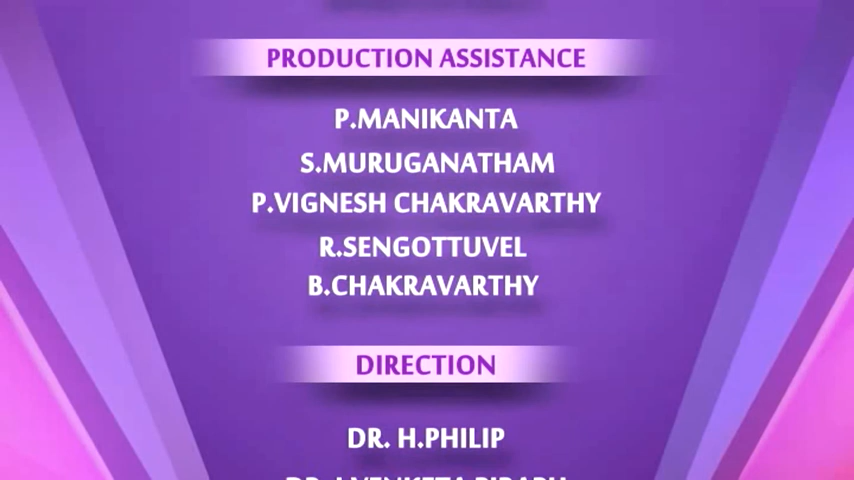 PRODUCTION ASSISTANCE
P.MANIKANTA
S.MURUGANATHAM
P.VIGNESH CHAKRAVARTHY
R.SENGOTTUVEL
B.CHAKRAVARTHY
DIRECTION
DR. H.PHILIP